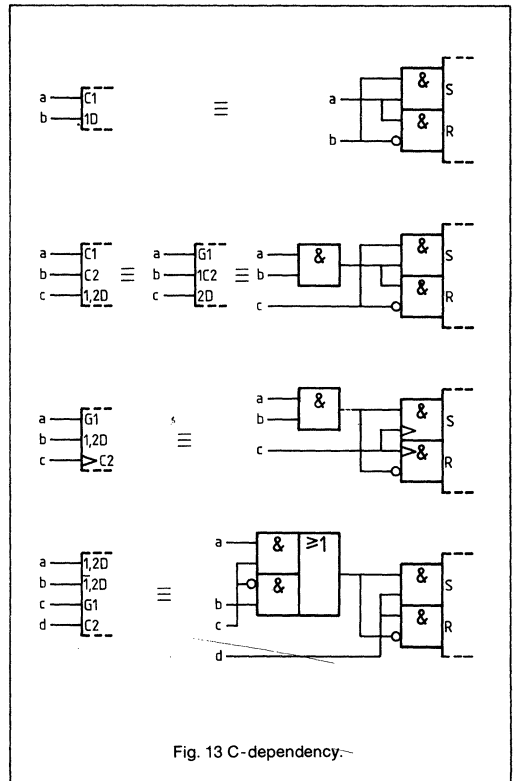 a C1
b 1D
≡
a
b
& S
& R
a C1
b C2
c 1,2D
≡
a G1
b 1C2
c 2D
≡
a
b
c
&
& S
& R
a G1
b 1,2D
c C2
≡
a
b
c
&
& S
& R
a 1,2D
b 1̅,2D
c G1
d C2
≡
a
b
c
d
& ≥1
&
& S
& R
Fig. 13 C-dependency.